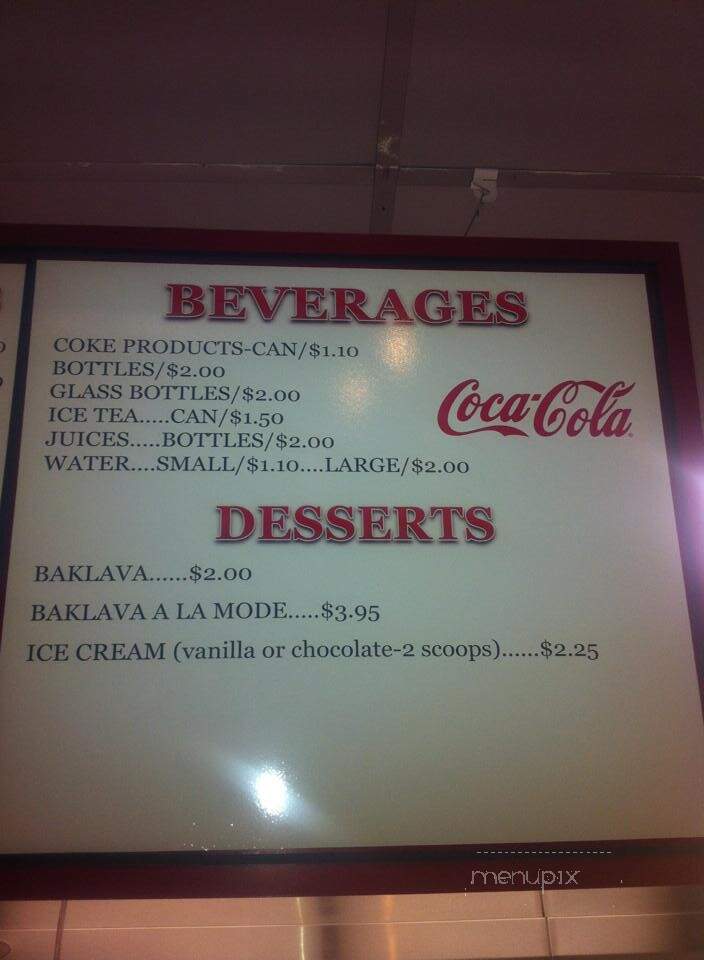 BEVERAGES
COKE PRODUCTS-CAN/$1.10
BOTTLES/$2.00
GLASS BOTTLES/$2.00
ICE TEA.....CAN/$1.50
JUICES.....BOTTLES/$2.00
WATER....SMALL/$1.10....LARGE/$2.00
Coca-Cola
DESSERTS
BAKLAVA......$2.00
BAKLAVA A LA MODE.....$3.95
ICE CREAM (vanilla or chocolate-2 scoops)......$2.25
menupix